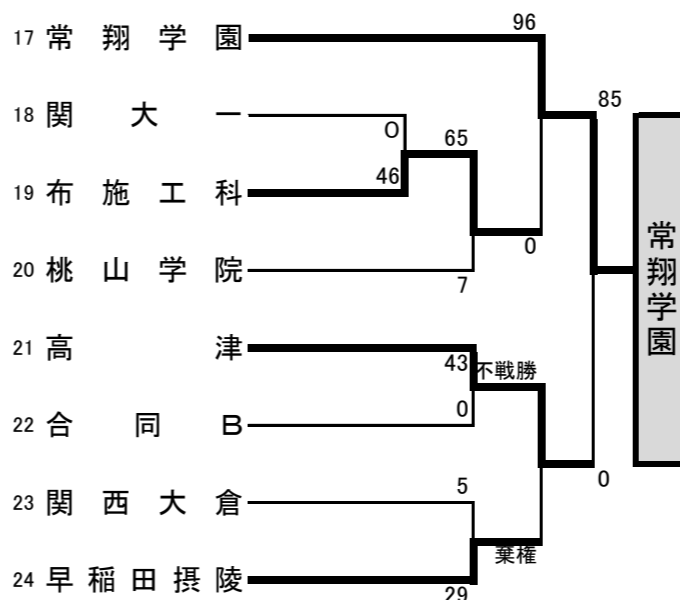 96
17 常翔学園
85
18 関大一
0
65
46
19 布施工科
0
20 桃山学院
7
常翔学園
21 高津
43
不戦勝
0
22 合同B
5
0
23 関西大倉
棄権
24 早稲田摂陵
29